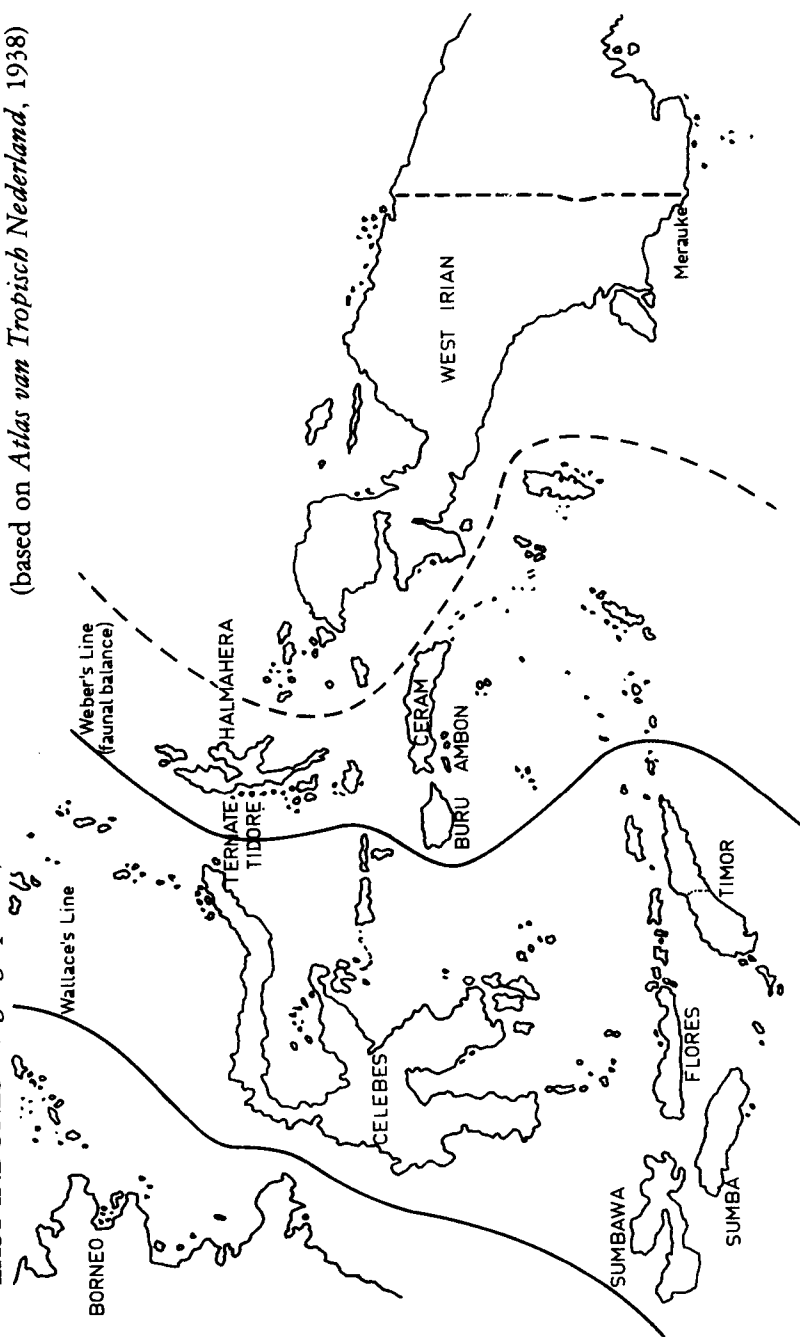 (based on Atlas van Tropisch Nederland, 1938)
Wallace's Line
Weber's Line
(faunal balance)
BORNEO
TERNATE
TIDORE
HALMAHERA
CELEBES
BURU
AMBON
CERAM
WEST IRIAN
Merauke
SUMBAWA
SUMBA
FLORES
TIMOR